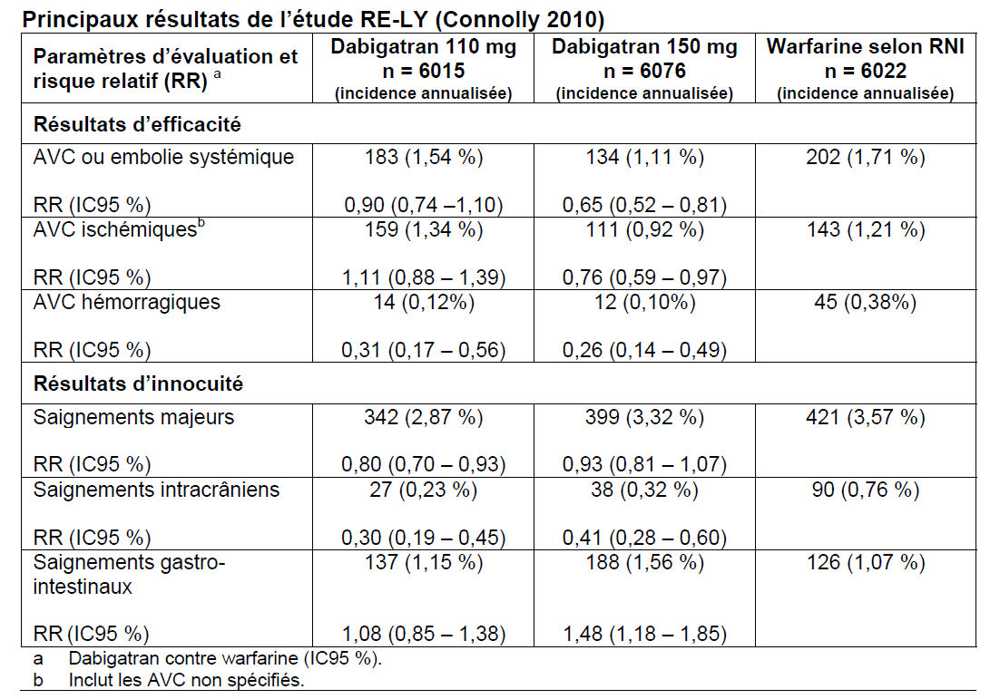 Principaux résultats de l’étude RE-LY (Connolly 2010)
Paramètres d’évaluation et risque relatif (RR) a | Dabigatran 110 mg n = 6015 (incidence annualisée) | Dabigatran 150 mg n = 6076 (incidence annualisée) | Warfarine selon RNI n = 6022 (incidence annualisée)
Résultats d’efficacité
AVC ou embolie systémique | 183 (1,54 %) | 134 (1,11 %) | 202 (1,71 %)
RR (IC95 %) | 0,90 (0,74 –1,10) | 0,65 (0,52 – 0,81)
AVC ischémiques b | 159 (1,34 %) | 111 (0,92 %) | 143 (1,21 %)
RR (IC95 %) | 1,11 (0,88 – 1,39) | 0,76 (0,59 – 0,97)
AVC hémorragiques | 14 (0,12%) | 12 (0,10%) | 45 (0,38%)
RR (IC95 %) | 0,31 (0,17 – 0,56) | 0,26 (0,14 – 0,49)
Résultats d’innocuité
Saignements majeurs | 342 (2,87 %) | 399 (3,32 %) | 421 (3,57 %)
RR (IC95 %) | 0,80 (0,70 – 0,93) | 0,93 (0,81 – 1,07)
Saignements intracrâniens | 27 (0,23 %) | 38 (0,32 %) | 90 (0,76 %)
RR (IC95 %) | 0,30 (0,19 – 0,45) | 0,41 (0,28 – 0,60)
Saignements gastro-intestinaux | 137 (1,15 %) | 188 (1,56 %) | 126 (1,07 %)
RR (IC95 %) | 1,08 (0,85 – 1,38) | 1,48 (1,18 – 1,85)
a Dabigatran contre warfarine (IC95 %).
b Inclut les AVC non spécifiés.